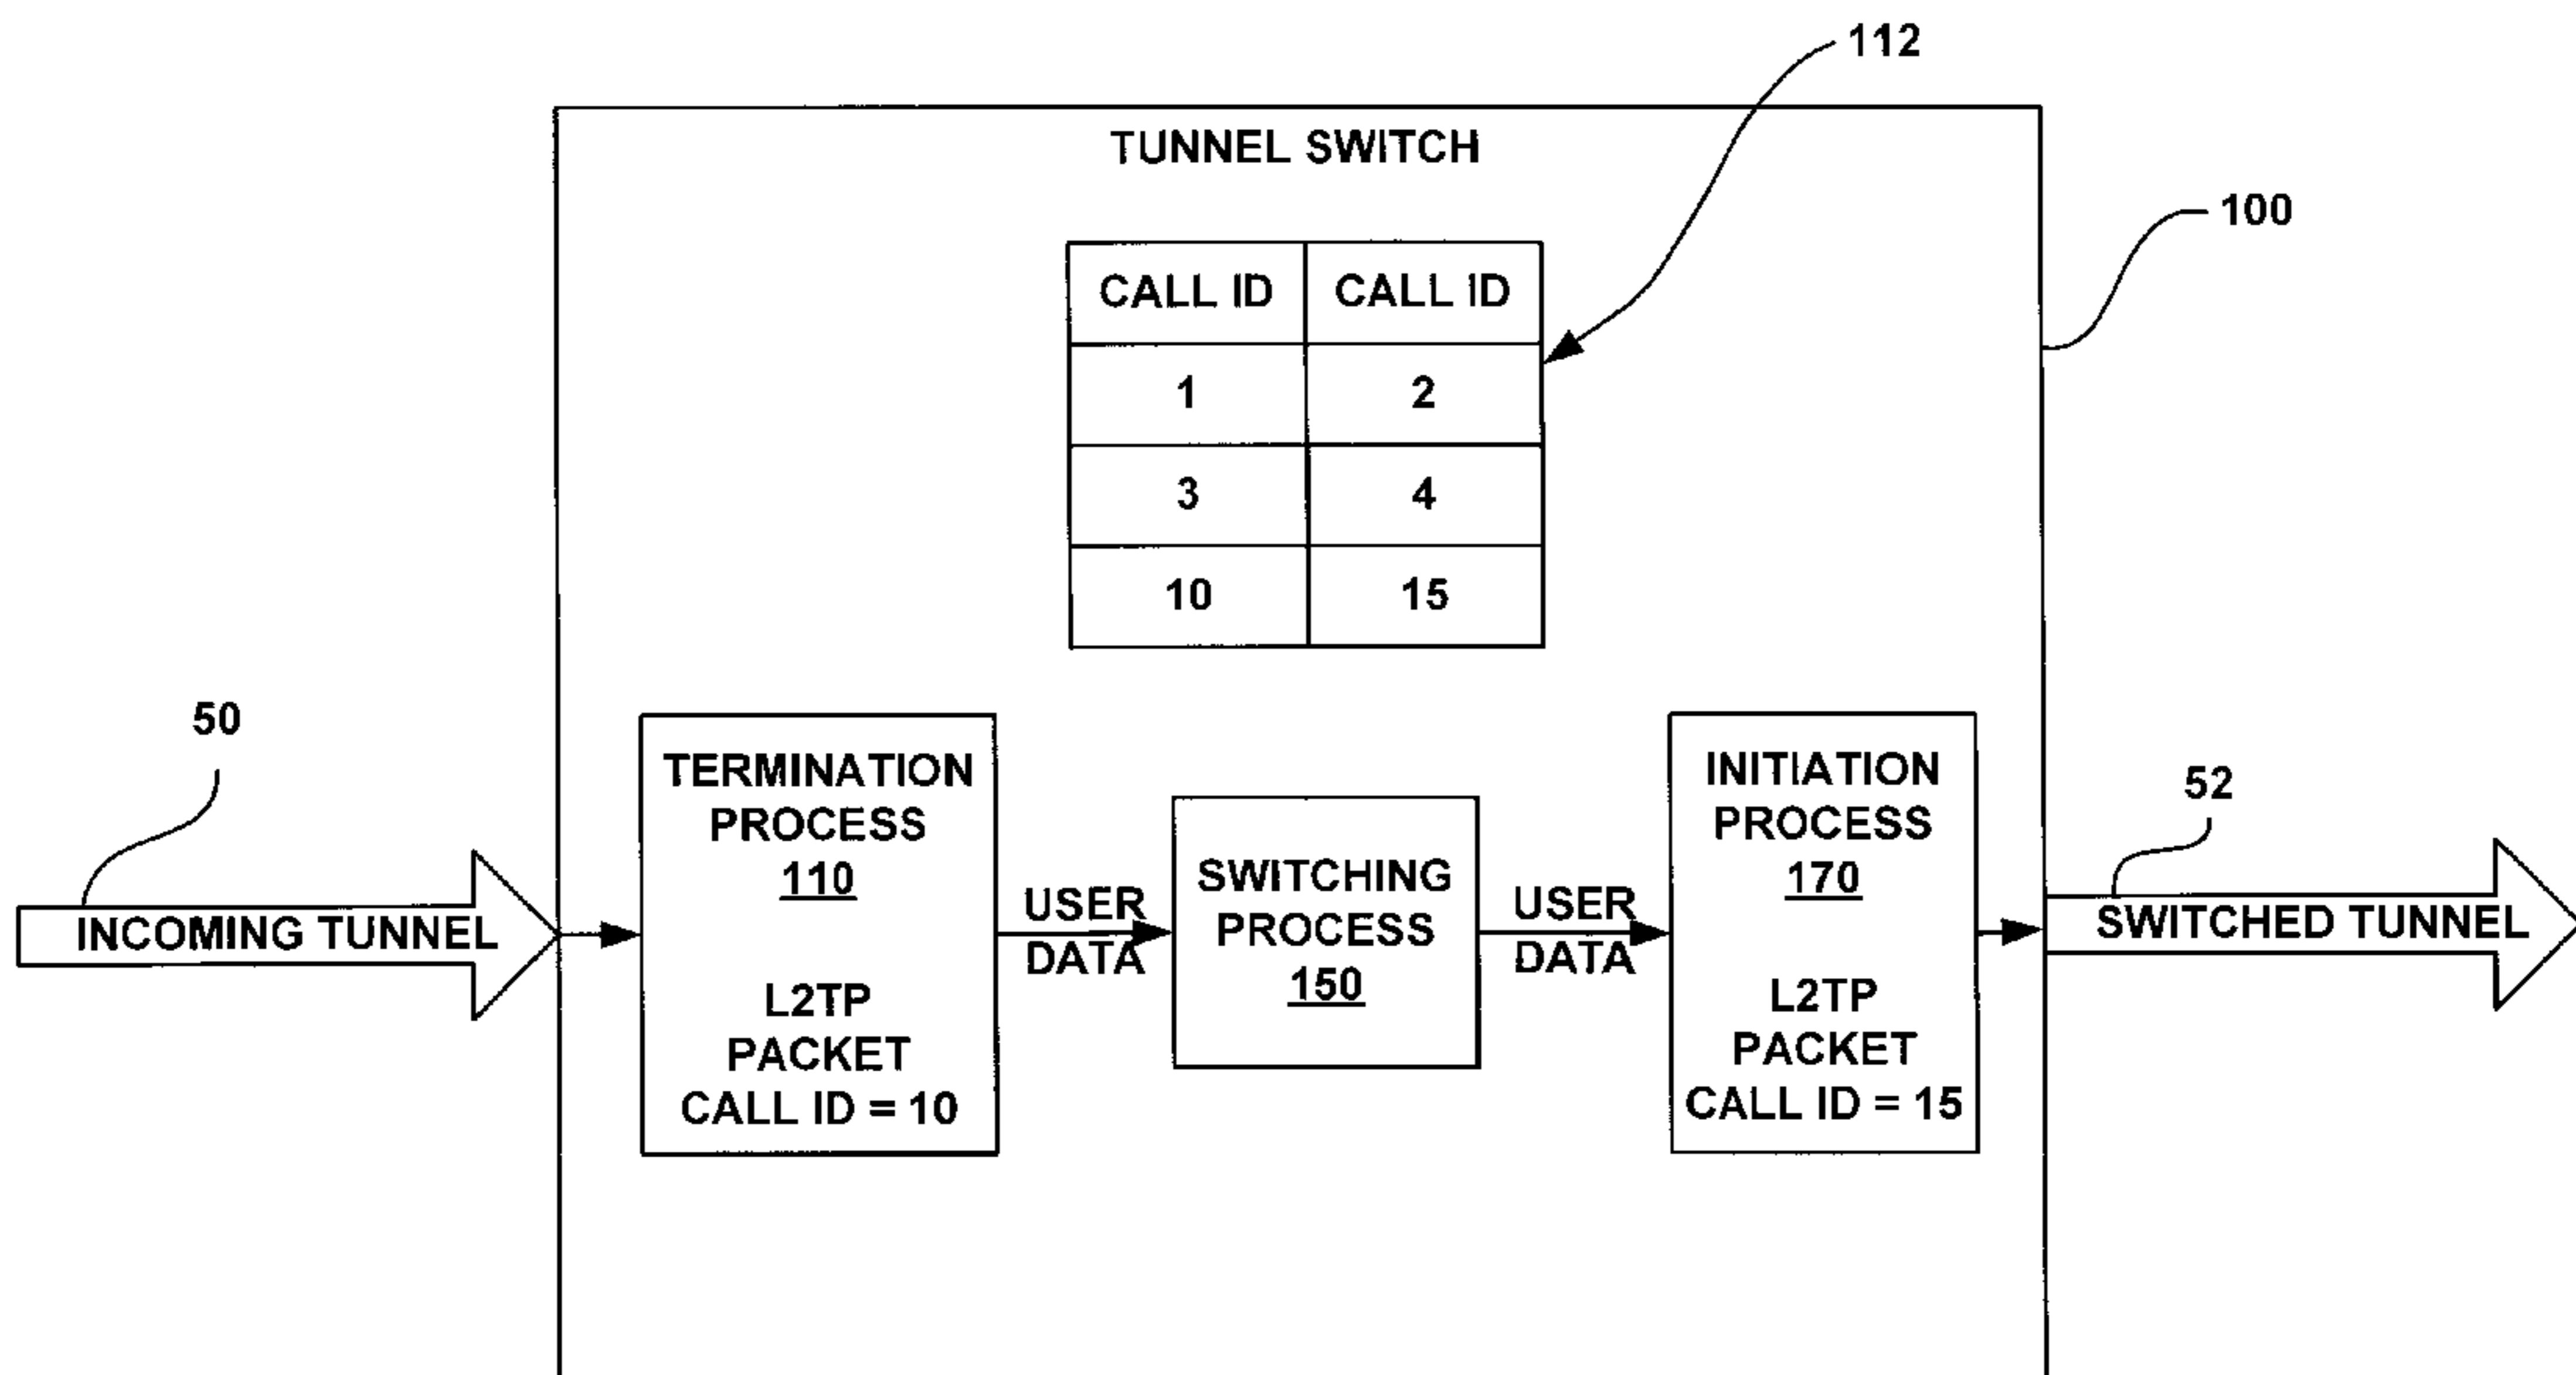 112
TUNNEL SWITCH
100
CALL ID CALL ID
1 2
3 4
10 15
50
INCOMING TUNNEL
TERMINATION
PROCESS
110
L2TP
PACKET
CALL ID = 10
USER
DATA
SWITCHING
PROCESS
150
USER
DATA
INITIATION
PROCESS
170
L2TP
PACKET
CALL ID = 15
52
SWITCHED TUNNEL